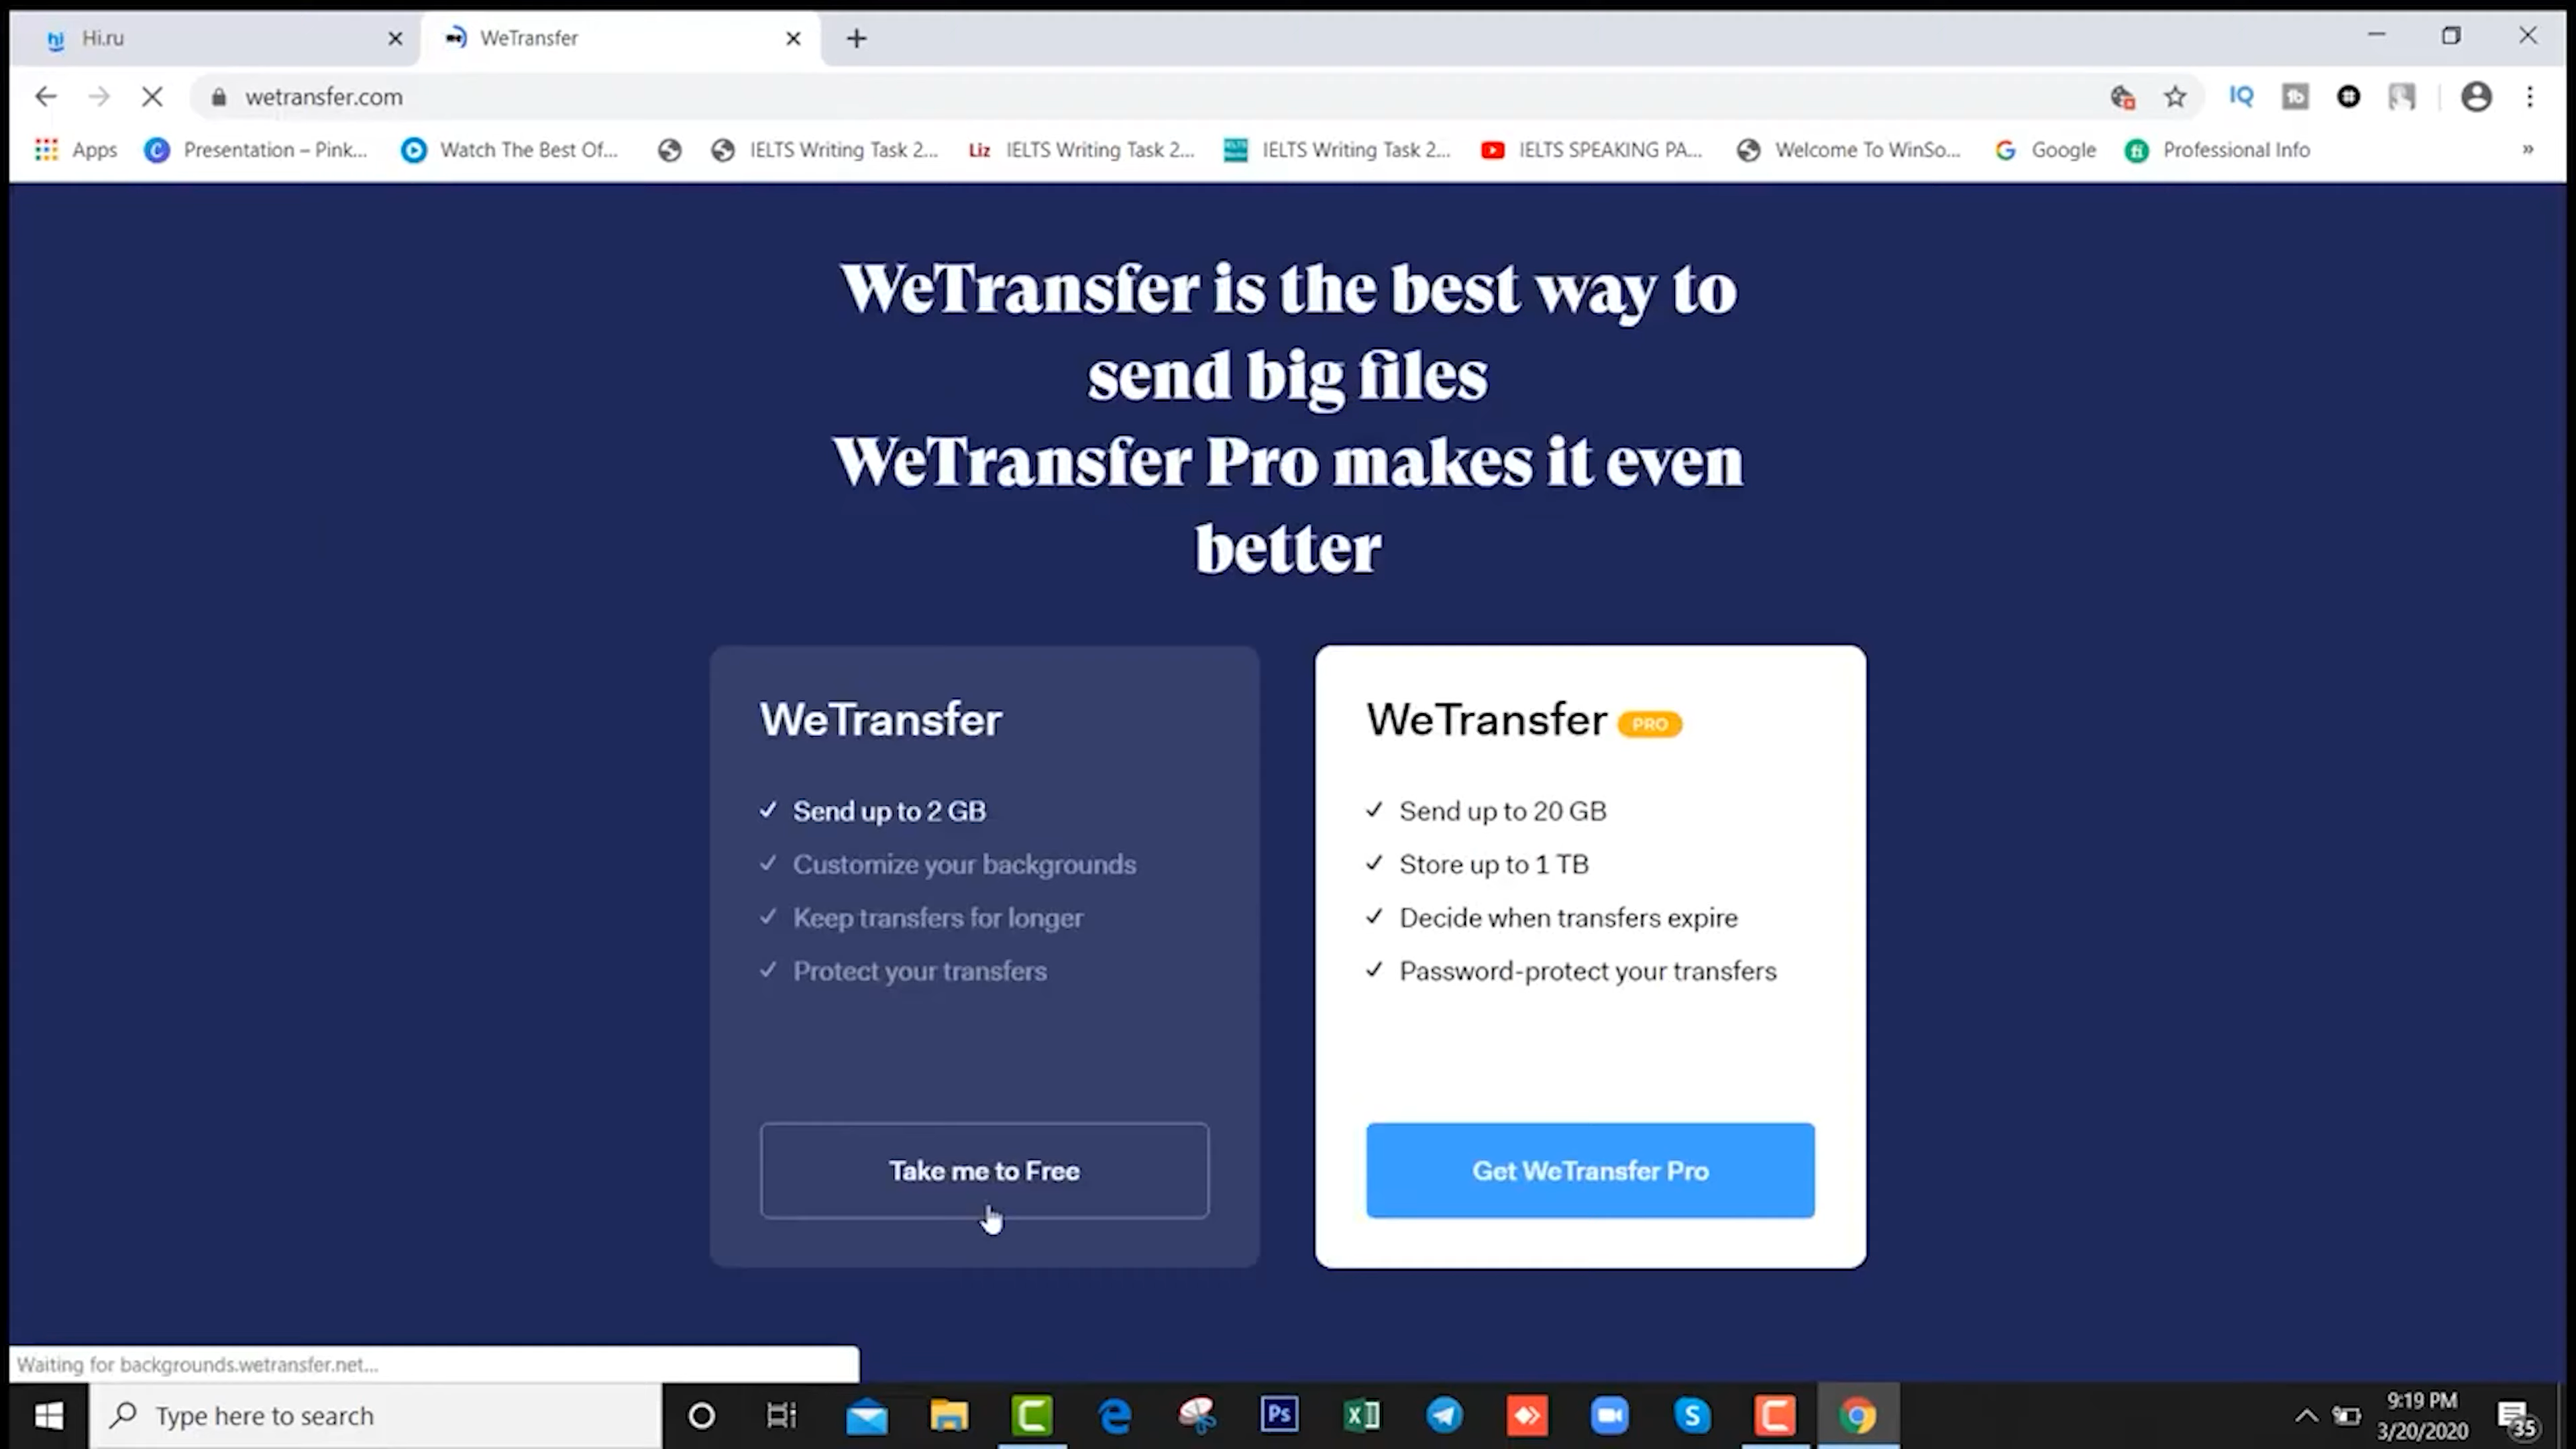 Hi.ru
WeTransfer
wetransfer.com
IQ
Apps
Presentation – Pink...
Watch The Best Of...
IELTS Writing Task 2...
Liz IELTS Writing Task 2...
IELTS Writing Task 2...
IELTS SPEAKING PA...
Welcome To WinSo...
Google
Professional Info
»
WeTransfer is the best way to
send big files
WeTransfer Pro makes it even
better
WeTransfer
Send up to 2 GB
Customize your backgrounds
Keep transfers for longer
Protect your transfers
Take me to Free
WeTransfer PRO
Send up to 20 GB
Store up to 1 TB
Decide when transfers expire
Password-protect your transfers
Get WeTransfer Pro
Waiting for backgrounds.wetransfer.net...
Type here to search
Ps
9:19 PM
3/20/2020
35